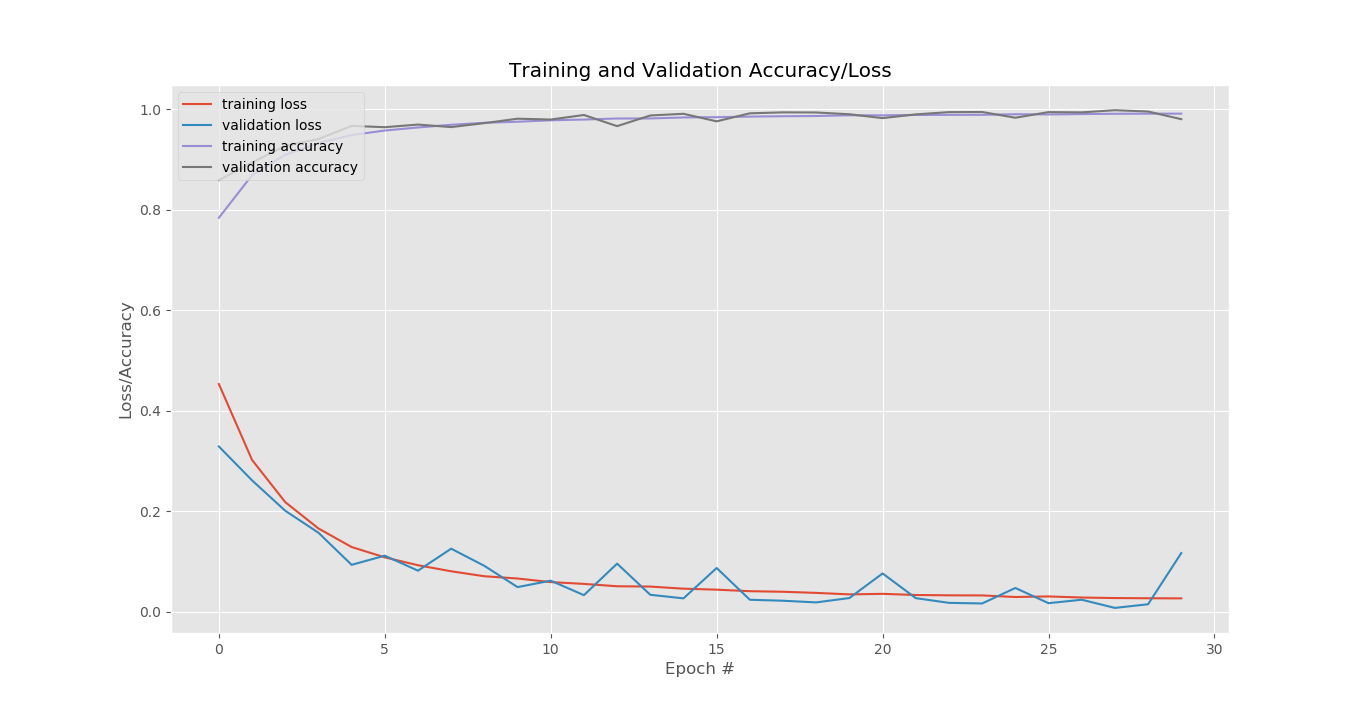 Training and Validation Accuracy/Loss
training loss
validation loss
training accuracy
validation accuracy
Loss/Accuracy
1.0
0.8
0.6
0.4
0.2
0.0
0 5 10 15 20 25 30
Epoch #